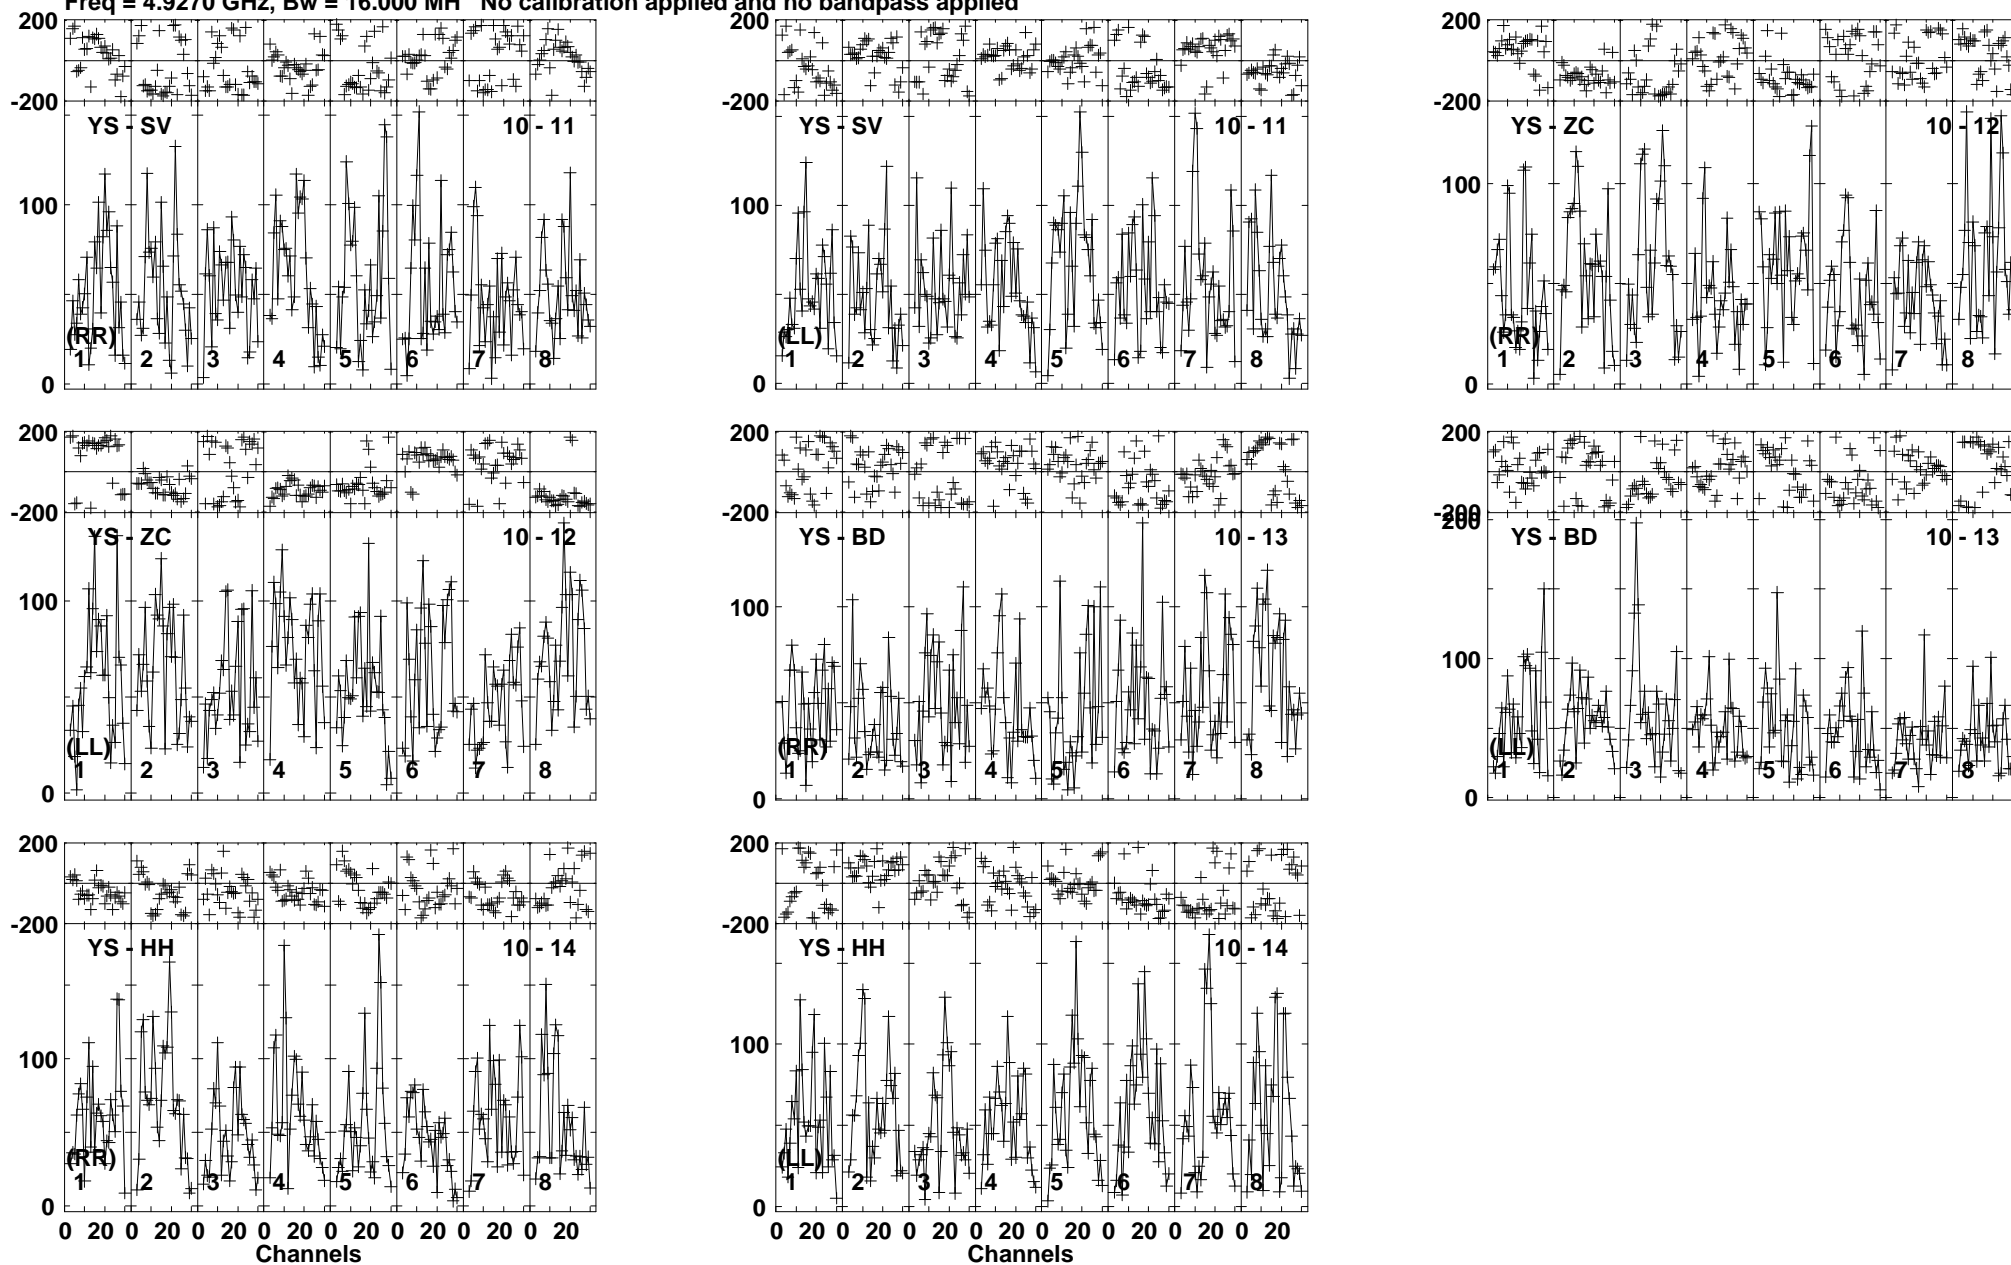 Freq = 4.9270 GHz, Bw = 16.000 MH No calibration applied and no bandpass applied
200
-200
YS - SV 10 - 11
100
(RR)
1 2 3 4 5 6 7 8
0
200
-200
YS - SV 10 - 11
100
(LL)
1 2 3 4 5 6 7 8
0
200
-200
YS - ZC 10 - 12
100
(RR)
1 2 3 4 5 6 7 8
0
200
-200
YS - ZC 10 - 12
100
(LL)
1 2 3 4 5 6 7 8
0
200
-200
YS - BD 10 - 13
100
(RR)
1 2 3 4 5 6 7 8
0
200
-200
200
YS - BD 10 - 13
100
(LL)
1 2 3 4 5 6 7 8
0
200
-200
YS - HH 10 - 14
100
(RR)
1 2 3 4 5 6 7 8
0
0 20 0 20 0 20 0 20 0 20 0 20 0 20 0 20
Channels
200
-200
YS - HH 10 - 14
100
(LL)
1 2 3 4 5 6 7 8
0
0 20 0 20 0 20 0 20 0 20 0 20 0 20 0 20
Channels